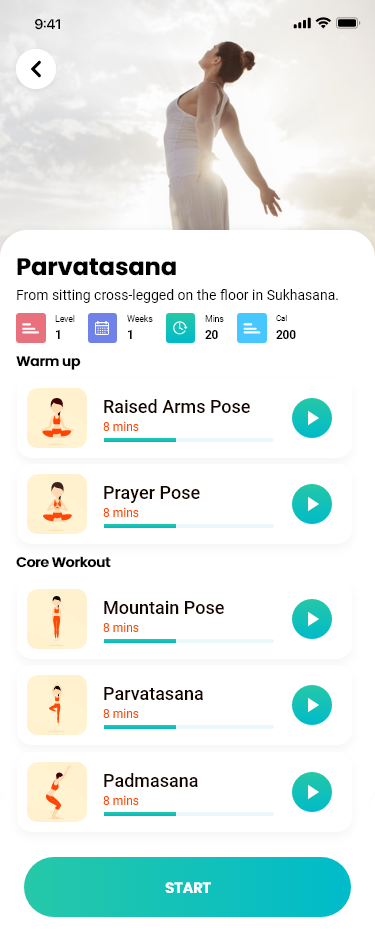 9:41
Parvatasana
From sitting cross-legged on the floor in Sukhasana.
Level Weeks Mins Cal
1 1 20 200
Warm up
Raised Arms Pose
8 mins
Prayer Pose
8 mins
Core Workout
Mountain Pose
8 mins
Parvatasana
8 mins
Padmasana
8 mins
START